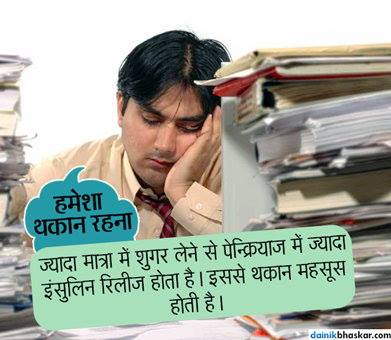 हमेशा
थकान रहना
ज्यादा मात्रा में शुगर लेने से पेन्क्रियाज में ज्यादा
इंसुलिन रिलीज होता है। इससे थकान महसूस
होती है।
dainikbhaskar.com